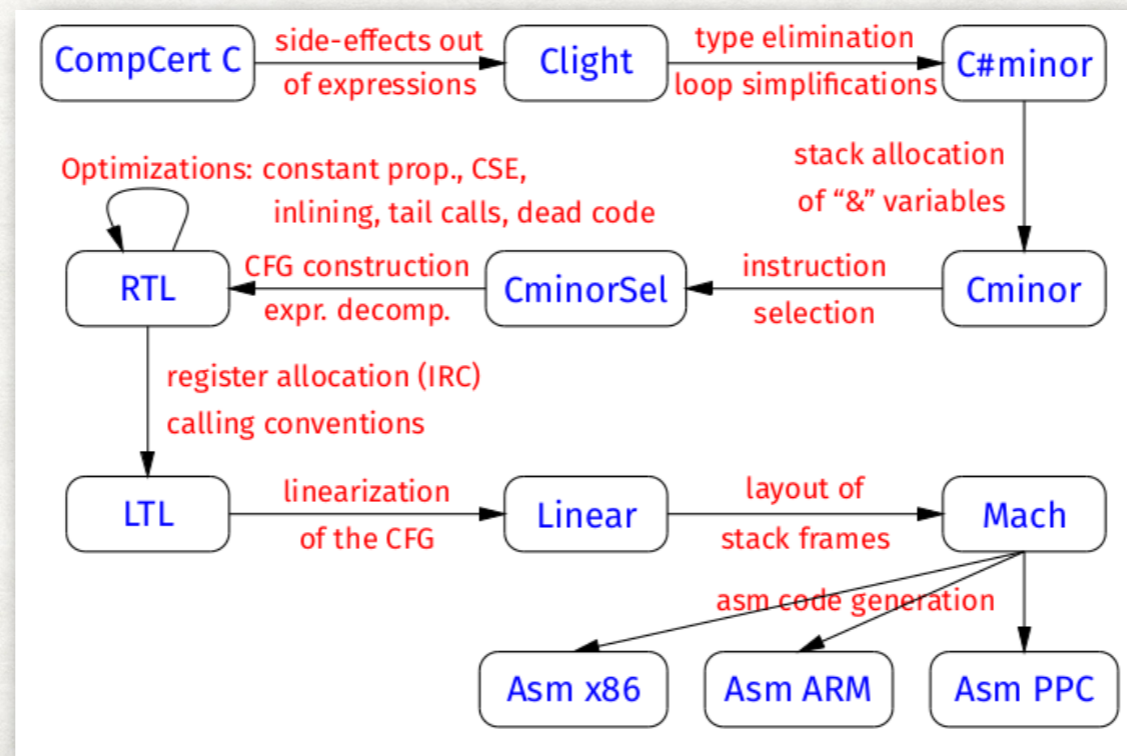 CompCert C
side-effects out
of expressions
Clight
type elimination
loop simplifications
C#minor
stack allocation
of “&” variables
Optimizations: constant prop., CSE,
inlining, tail calls, dead code
RTL
CFG construction
expr. decomp.
CminorSel
instruction
selection
Cminor
register allocation (IRC)
calling conventions
LTL
linearization
of the CFG
Linear
layout of
stack frames
Mach
asm code generation
Asm x86
Asm ARM
Asm PPC